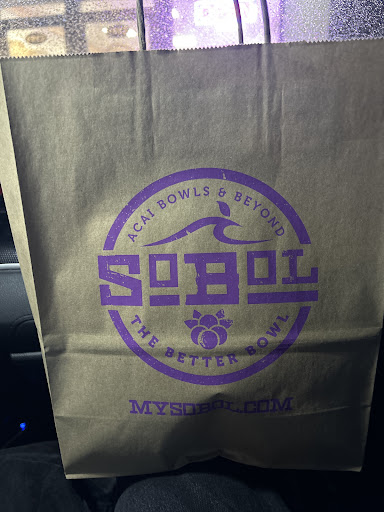 ACAI BOWLS & BEYOND
SOBOL
THE BETTER BOWL
MYSOBOL.COM